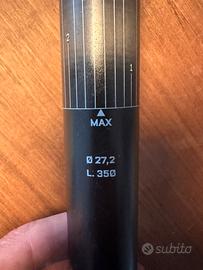 2
1
MAX
Ø 27,2
L. 350
subito